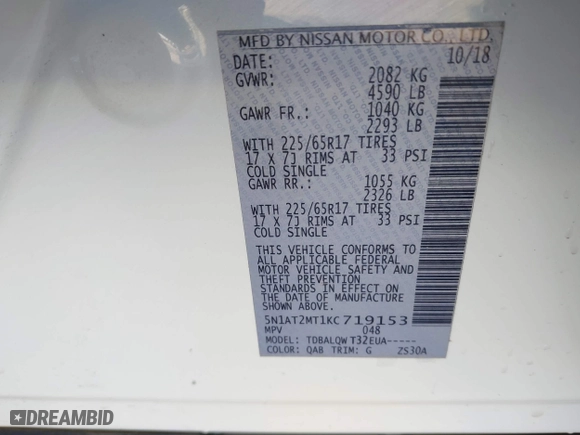 MFD BY NISSAN MOTOR CO., LTD.
DATE: 10/18
GVWR: 2082 KG
4590 LB
GAWR FR.: 1040 KG
2293 LB
WITH 225/65R17 TIRES
17 X 7J RIMS AT 33 PSI
COLD SINGLE
GAWR RR.: 1055 KG
2326 LB
WITH 225/65R17 TIRES
17 X 7J RIMS AT 33 PSI
COLD SINGLE
THIS VEHICLE CONFORMS TO
ALL APPLICABLE FEDERAL
MOTOR VEHICLE SAFETY AND
THEFT PREVENTION
STANDARDS IN EFFECT ON
THE DATE OF MANUFACTURE
SHOWN ABOVE.
5N1AT2MT1KC719153
MPV 048
MODEL: TDBALQW T32EUA-----
COLOR: QAB TRIM: G ZS30A
DREAMBID